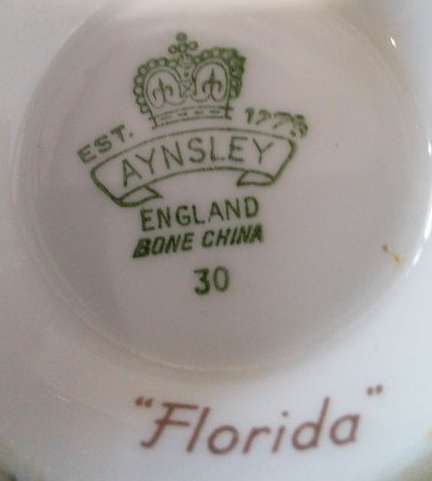 EST. 1775
AYNSLEY
ENGLAND
BONE CHINA
30
"Florida"